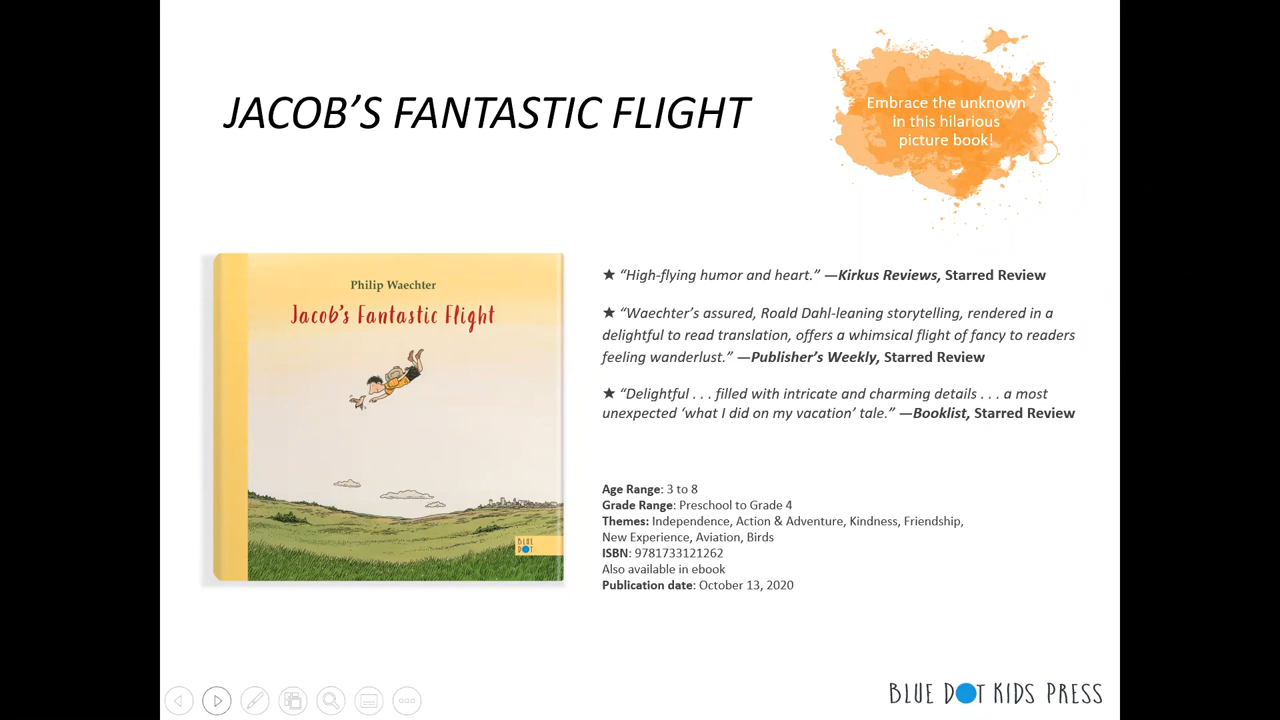 JACOB’S FANTASTIC FLIGHT
Embrace the unknown
in this hilarious
picture book!
Philip Waechter
Jacob's Fantastic Flight
BLUE
DOT
★ “High-flying humor and heart.” —Kirkus Reviews, Starred Review
★ “Waechter’s assured, Roald Dahl-leaning storytelling, rendered in a
delightful to read translation, offers a whimsical flight of fancy to readers
feeling wanderlust.” —Publisher’s Weekly, Starred Review
★ “Delightful . . . filled with intricate and charming details . . . a most
unexpected ‘what I did on my vacation’ tale.” —Booklist, Starred Review
Age Range: 3 to 8
Grade Range: Preschool to Grade 4
Themes: Independence, Action & Adventure, Kindness, Friendship,
New Experience, Aviation, Birds
ISBN: 9781733121262
Also available in ebook
Publication date: October 13, 2020
BLUE DOT KIDS PRESS